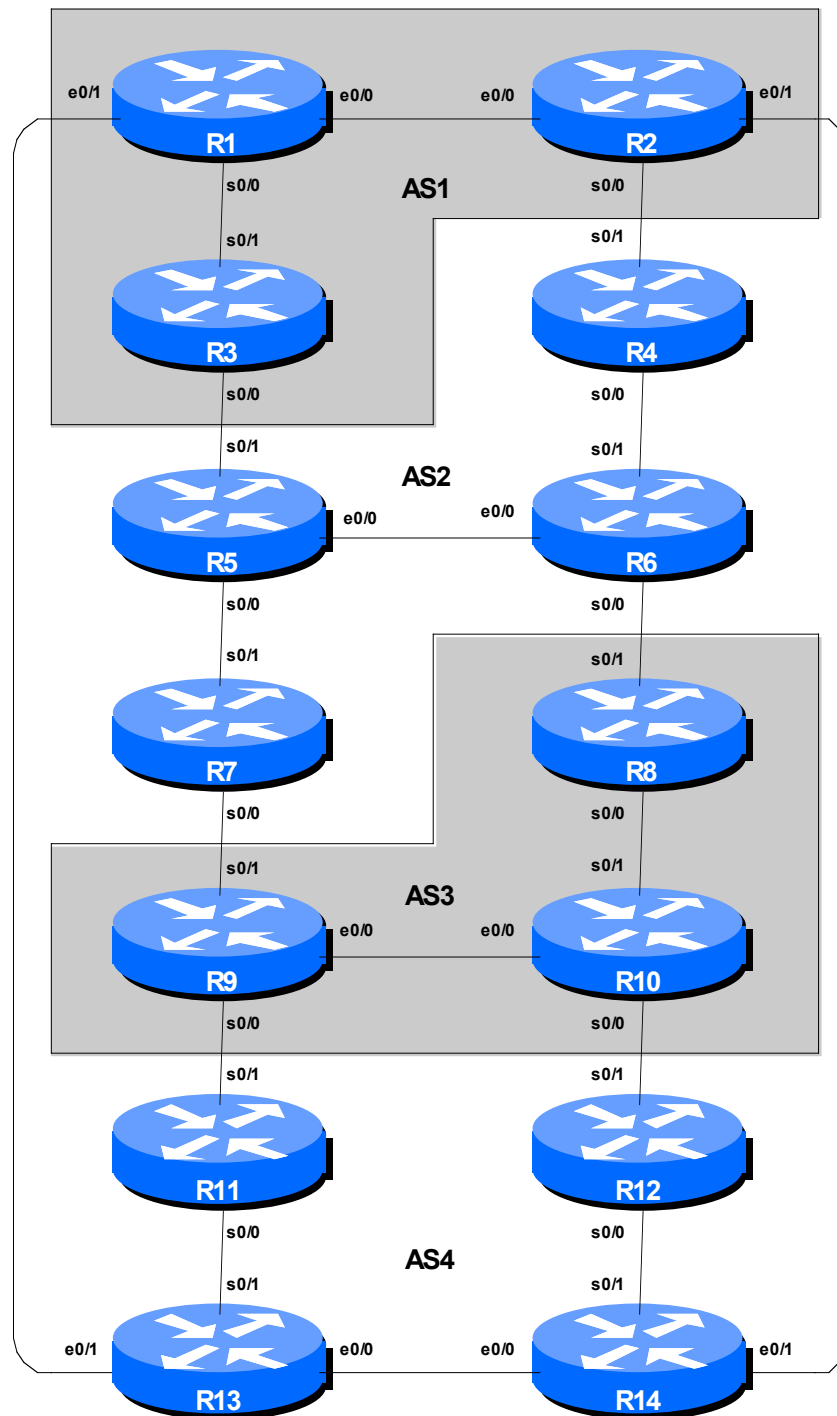 e0/1 e0/0 e0/0 e0/1
R1 R2
s0/0 AS1 s0/0
s0/1 s0/1
R3 R4
s0/0 s0/0
s0/1 AS2 s0/1
e0/0 e0/0
R5 R6
s0/0 s0/0
s0/1 s0/1
R7 R8
s0/0 s0/0
s0/1 AS3 s0/1
e0/0 e0/0
R9 R10
s0/0 s0/0
s0/1 s0/1
R11 R12
s0/0 s0/0
AS4
s0/1 s0/1
e0/1 e0/0 e0/0 e0/1
R13 R14